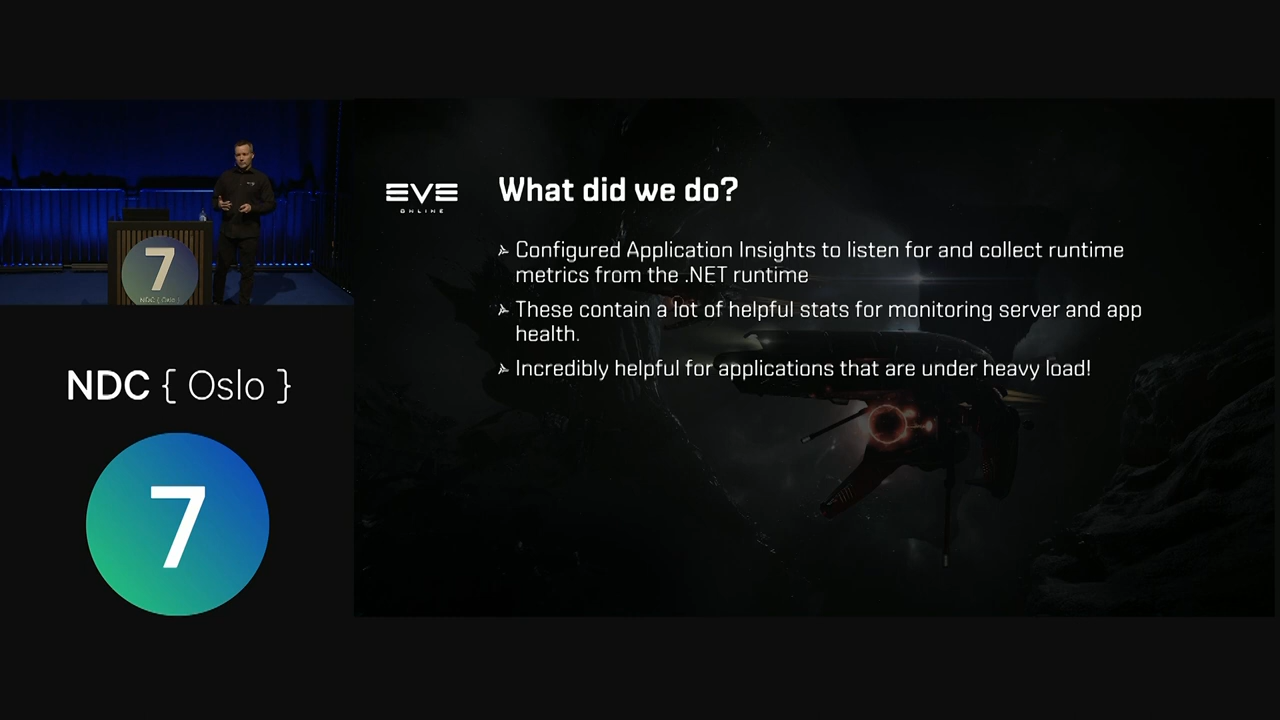 7
NDC { Oslo }
NDC { Oslo }
7
EVE
ONLINE
What did we do?
Configured Application Insights to listen for and collect runtime
metrics from the .NET runtime
These contain a lot of helpful stats for monitoring server and app
health.
Incredibly helpful for applications that are under heavy load!